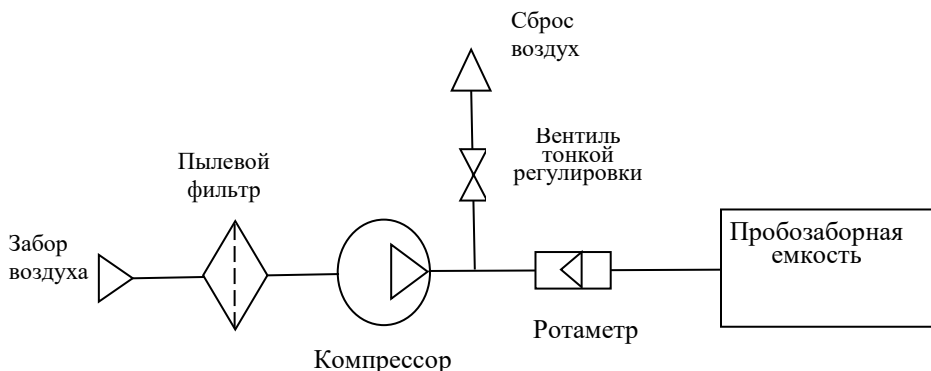 Сброс
воздух
Вентиль
тонкой
регулировки
Пылевой
фильтр
Забор
воздуха
Пробозаборная
емкость
Ротаметр
Компрессор